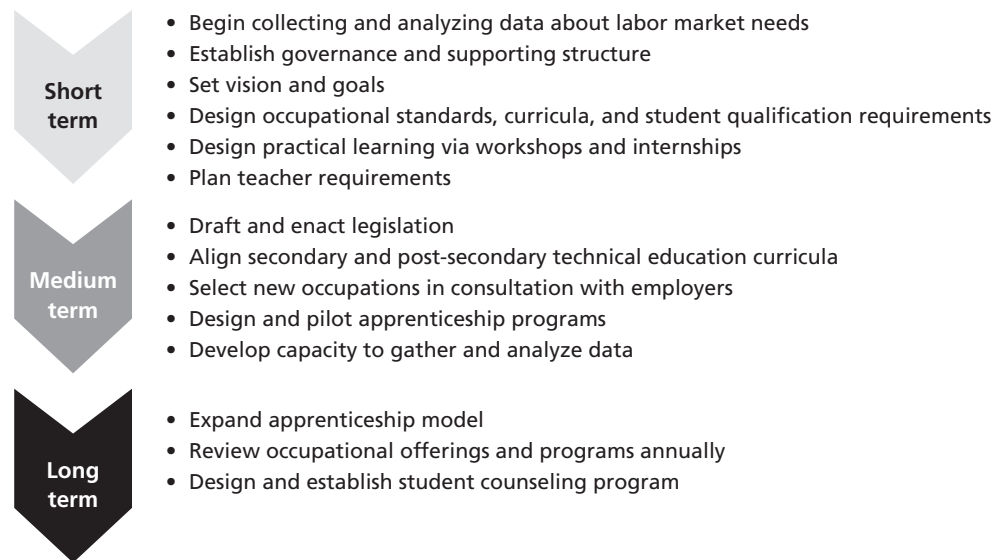 Short
term
• Begin collecting and analyzing data about labor market needs
• Establish governance and supporting structure
• Set vision and goals
• Design occupational standards, curricula, and student qualification requirements
• Design practical learning via workshops and internships
• Plan teacher requirements
Medium
term
• Draft and enact legislation
• Align secondary and post-secondary technical education curricula
• Select new occupations in consultation with employers
• Design and pilot apprenticeship programs
• Develop capacity to gather and analyze data
Long
term
• Expand apprenticeship model
• Review occupational offerings and programs annually
• Design and establish student counseling program